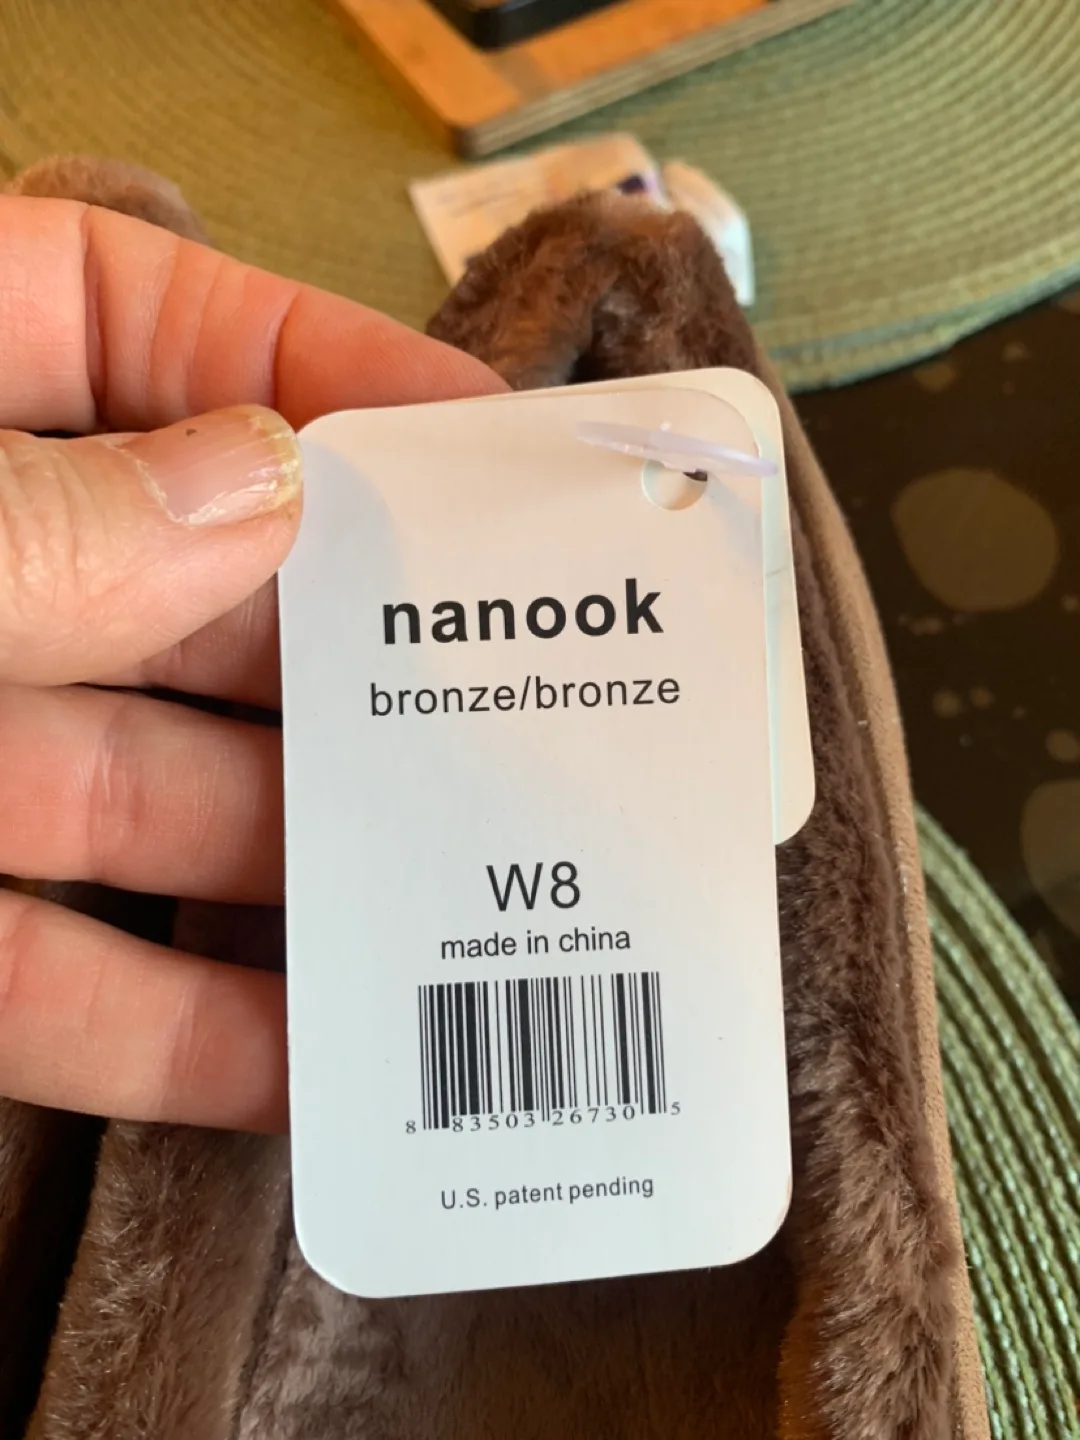 nanook
bronze/bronze
W8
made in china
8 83503 26730 5
U.S. patent pending